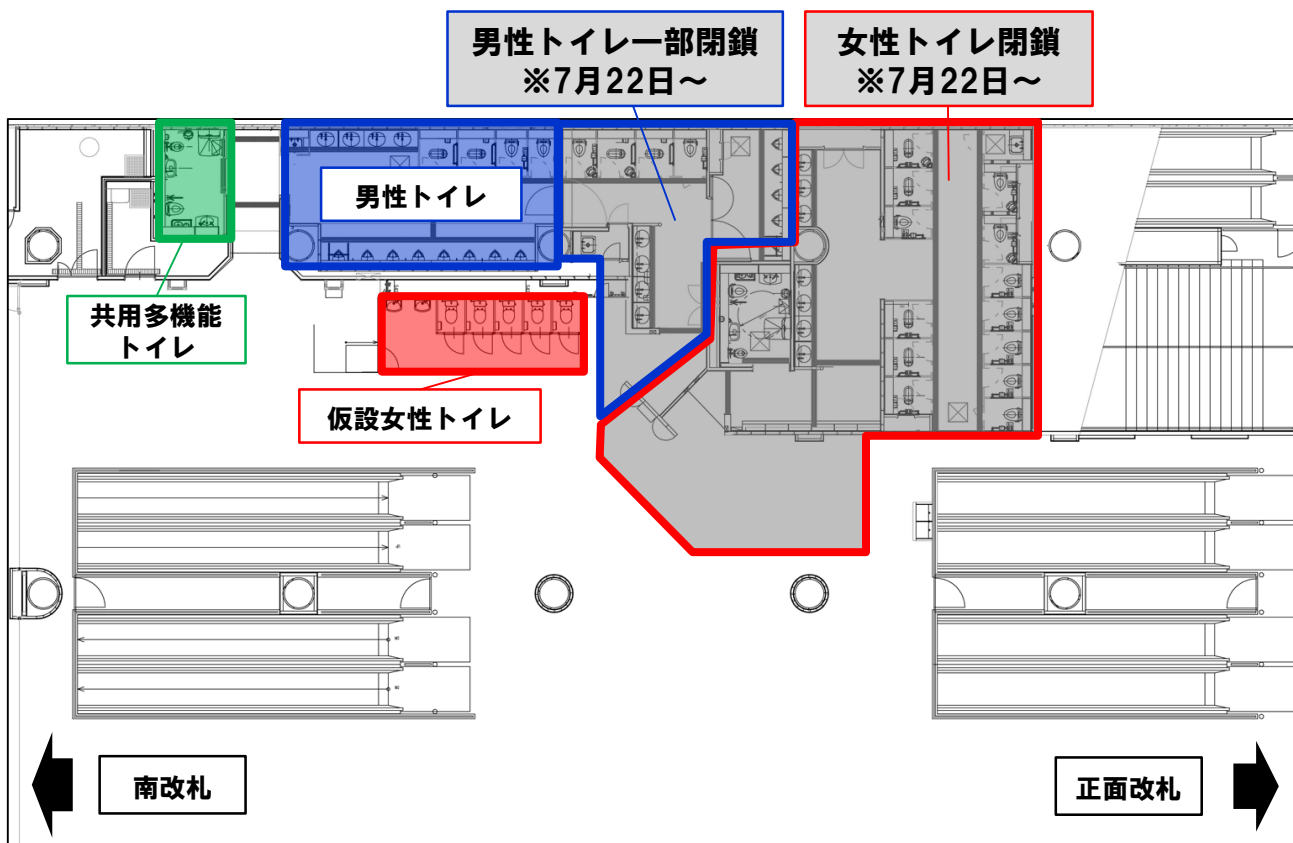 男性トイレ一部閉鎖
※7月22日～
女性トイレ閉鎖
※7月22日～
男性トイレ
共用多機能
トイレ
仮設女性トイレ
南改札
正面改札